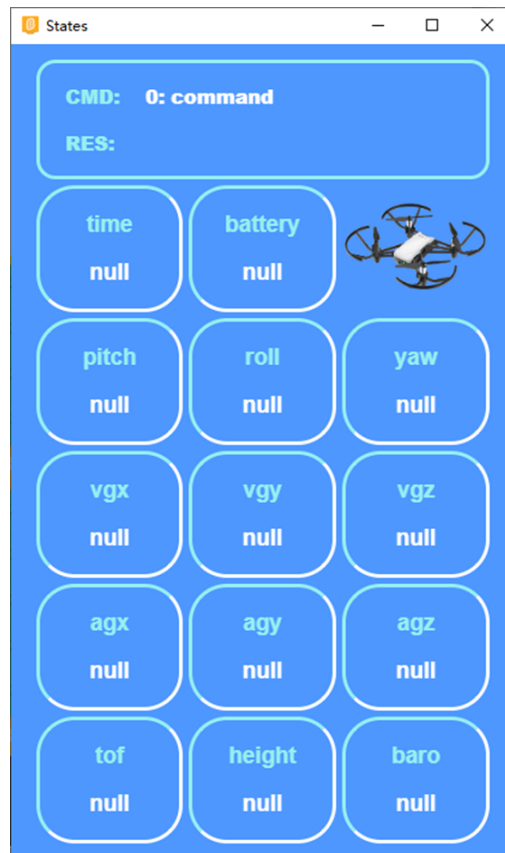 States
CMD: 0: command
RES:
time battery
null null
pitch roll yaw
null null null
vgx vgy vgz
null null null
agx agy agz
null null null
tof height baro
null null null